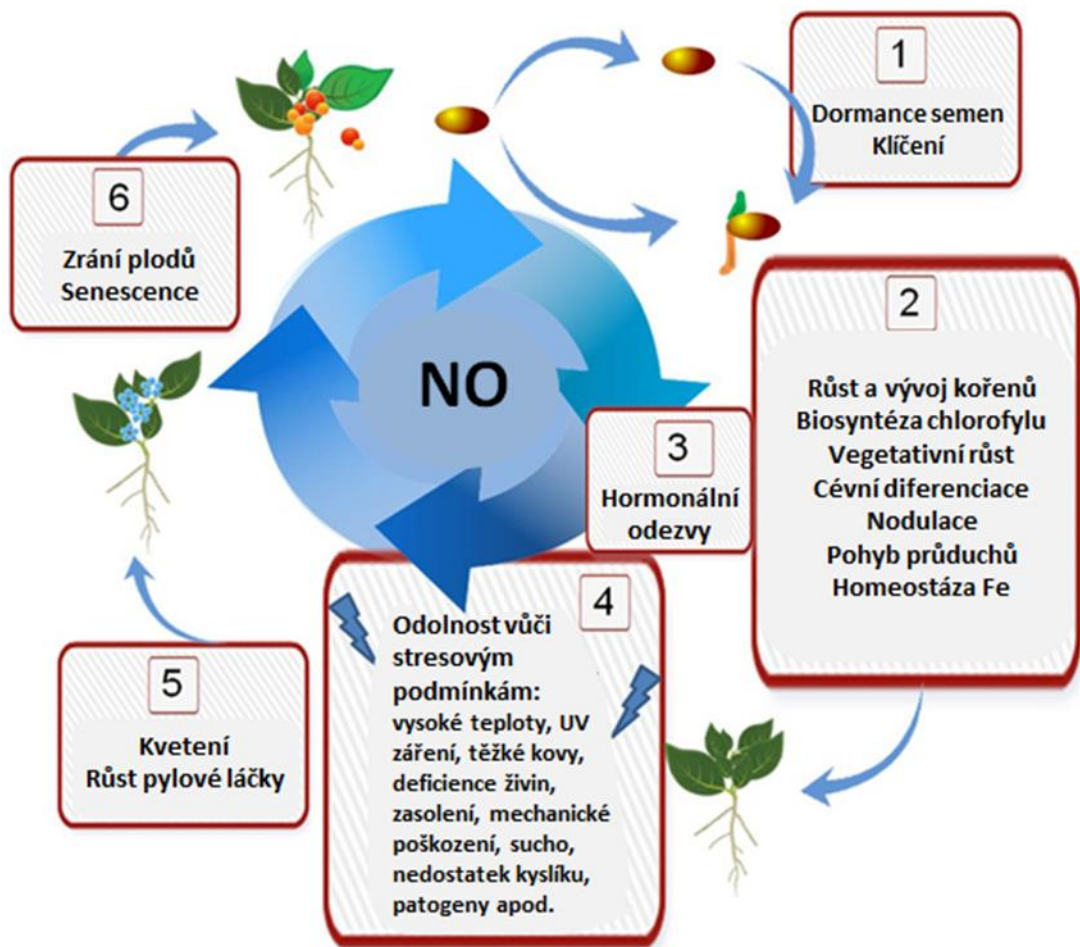 1
Dormance semen
Klíčení
2
Růst a vývoj kořenů
Biosyntéza chlorofylu
Vegetativní růst
Cévní diferenciace
Nodulace
Pohyb průduchů
Homeostáza Fe
3
Hormonální
odezvy
4
Odolnost vůči
stresovým
podmínkám:
vysoké teploty, UV
záření, těžké kovy,
deficience živin,
zasolení, mechanické
poškození, sucho,
nedostatek kyslíku,
patogeny apod.
5
Kvetení
Růst pylové láčky
6
Zrání plodů
Senescence
NO